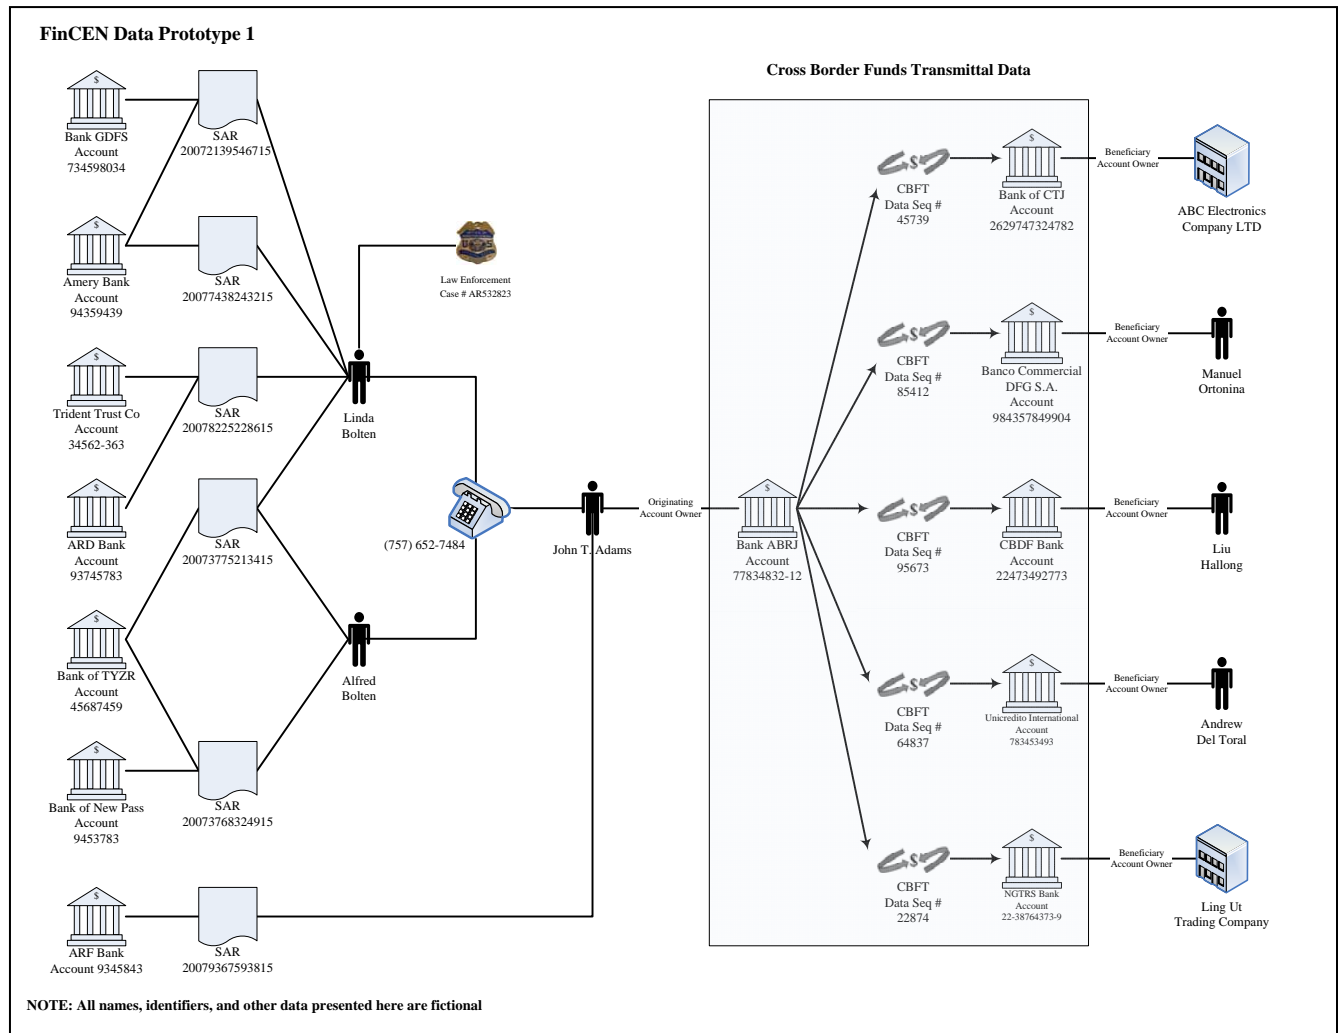 FinCEN Data Prototype 1
Cross Border Funds Transmittal Data
Bank GDFS
Account
734598034
SAR
20072139546715
Amery Bank
Account
94359439
SAR
20077438243215
Law Enforcement
Case # AR532823
Trident Trust Co
Account
34562-363
SAR
20078225228615
Linda
Bolten
ARD Bank
Account
93745783
SAR
20073775213415
(757) 652-7484
John T. Adams
Originating
Account Owner
Bank of TYZR
Account
45687459
Alfred
Bolten
Bank of New Pass
Account
9453783
SAR
20073768324915
ARF Bank
Account 9345843
SAR
20079367593815
Bank ABRJ
Account
77834832-12
CBFT
Data Seq #
45739
Bank of CTJ
Account
2629747324782
Beneficiary
Account Owner
ABC Electronics
Company LTD
CBFT
Data Seq #
85412
Banco Commercial
DFG S.A.
Account
984357849904
Beneficiary
Account Owner
Manuel
Ortonina
CBFT
Data Seq #
95673
CBDF Bank
Account
22473492773
Beneficiary
Account Owner
Liu
Hallong
CBFT
Data Seq #
64837
Unicredito International
Account
783453493
Beneficiary
Account Owner
Andrew
Del Toral
CBFT
Data Seq #
22874
NGTRS Bank
Account
22-38764373-9
Beneficiary
Account Owner
Ling Ut
Trading Company
NOTE: All names, identifiers, and other data presented here are fictional